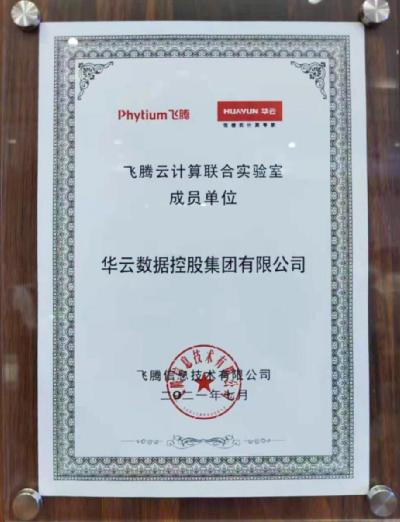 Phytium飞腾 HUAYUN 华云
飞腾云计算联合实验室
成员单位
华云数据控股集团有限公司
飞腾信息技术有限公司
二〇二一年七月